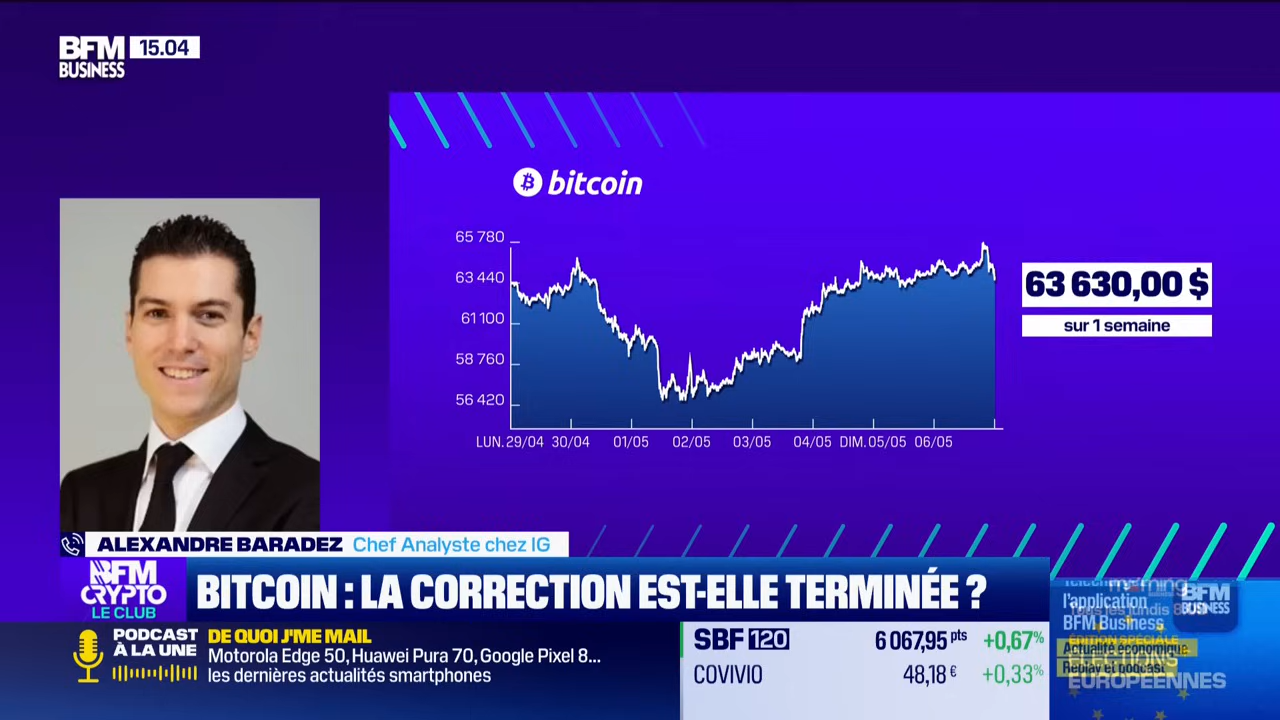 BFM 15.04
BUSINESS
bitcoin
65 780
63 440
61 100
58 760
56 420
LUN. 29/04 30/04 01/05 02/05 03/05 04/05 DIM. 05/05 06/05
63 630,00 $
sur 1 semaine
ALEXANDRE BARADEZ Chef Analyste chez IG
BFM
CRYPTO
LE CLUB
BITCOIN : LA CORRECTION EST-ELLE TERMINÉE ?
PODCAST
À LA UNE
DE QUOI J'ME MAIL
Motorola Edge 50, Huawei Pura 70, Google Pixel 8...
les dernières actualités smartphones
SBF 120 6 067,95 pts +0,67%
COVIVIO 48,18 € +0,33%
l'application
BFM Business
BFM
BUSINESS
ÉDITION SPÉCIALE
Actualité économique
Replay et podcast
EUROPÉENNES